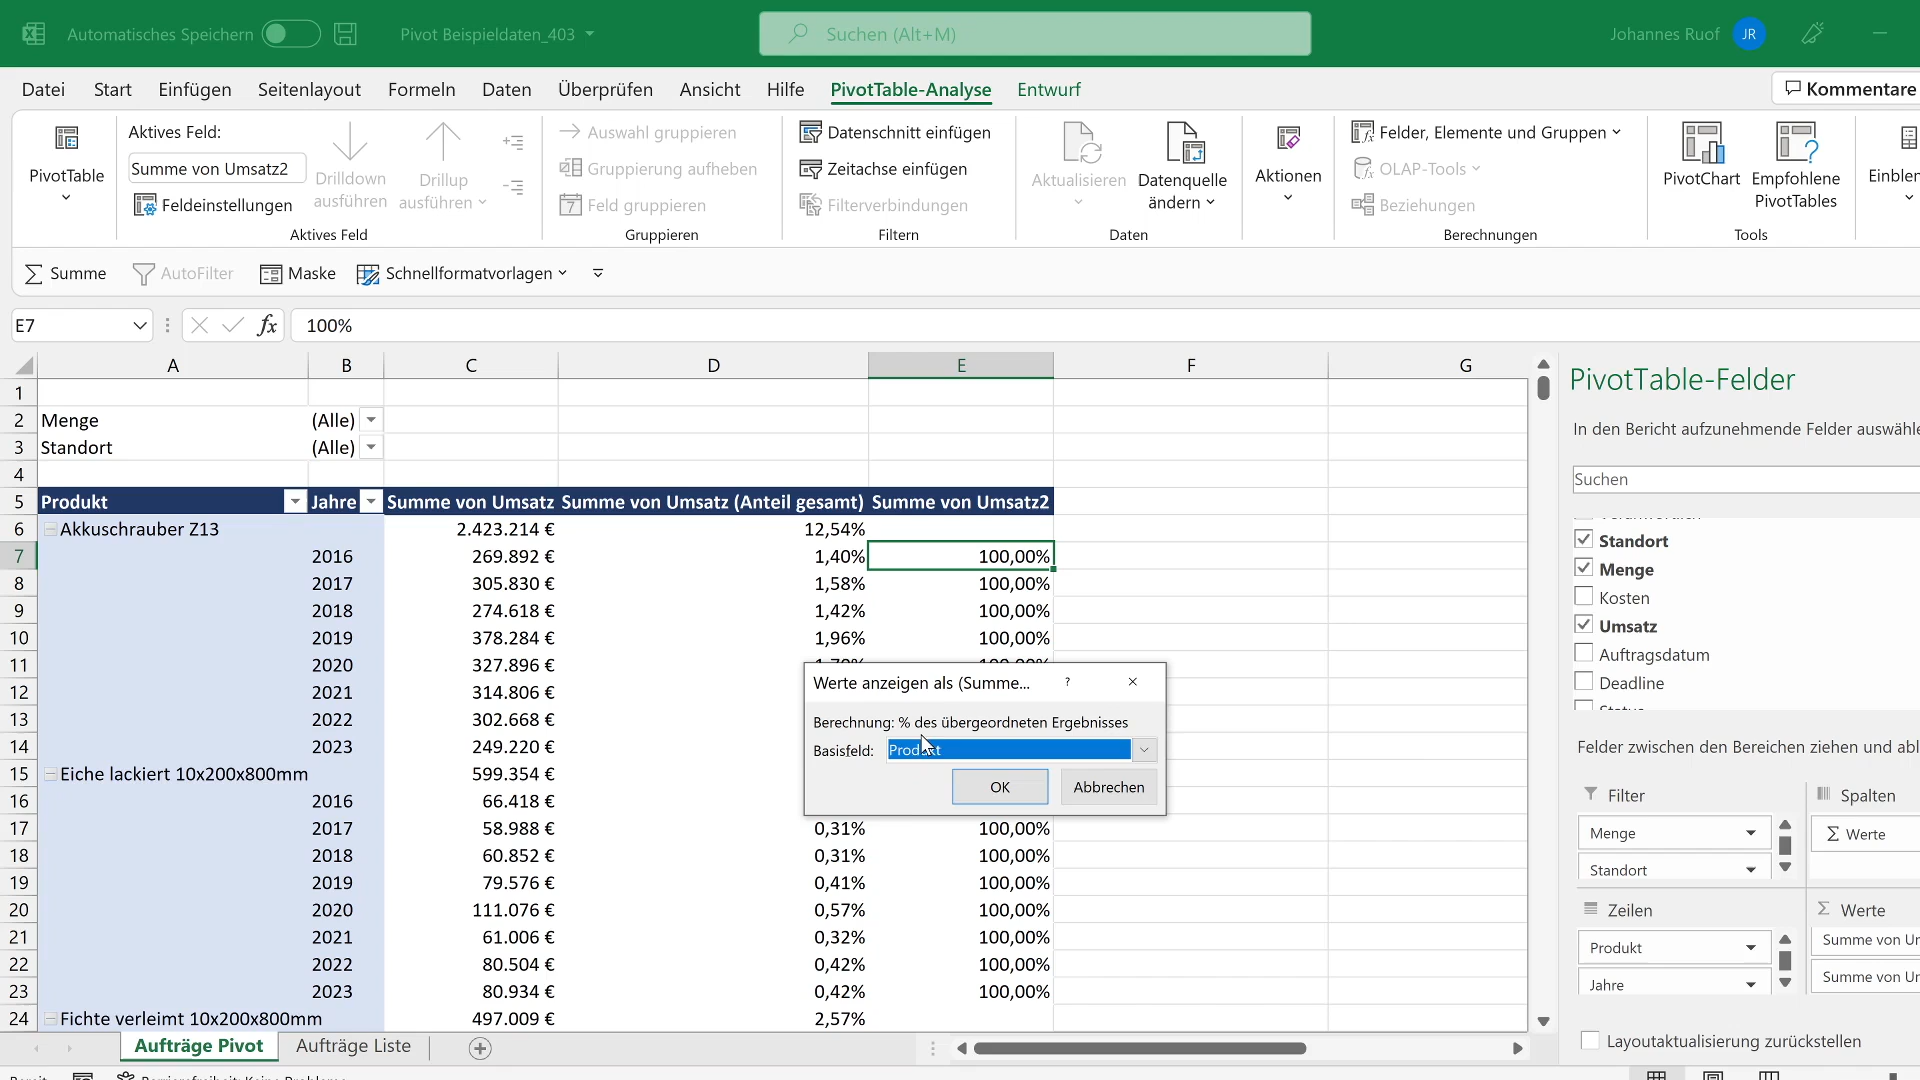 Automatisches Speichern
Pivot Beispieldaten_403
Suchen (Alt+M)
Johannes Ruof
JR
Datei Start Einfügen Seitenlayout Formeln Daten Überprüfen Ansicht Hilfe PivotTable-Analyse Entwurf
Kommentare
PivotTable
Aktives Feld:
Summe von Umsatz2
Feldeinstellungen
Drilldown
ausführen
Drillup
ausführen
Aktives Feld
Auswahl gruppieren
Gruppierung aufheben
7 Feld gruppieren
Gruppieren
Datenschnitt einfügen
Zeitachse einfügen
Filterverbindungen
Filtern
Aktualisieren
Datenquelle
ändern
Daten
Aktionen
Felder, Elemente und Gruppen
OLAP-Tools
Beziehungen
Berechnungen
PivotChart
Empfohlene
PivotTables
Tools
Einblen
Summe AutoFilter Maske Schnellformatvorlagen
E7 fx 100%
A B C D E F G
1
2 Menge (Alle)
3 Standort (Alle)
4
5 Produkt Jahre Summe von Umsatz Summe von Umsatz (Anteil gesamt) Summe von Umsatz2
6 Akkuschrauber Z13 2.423.214 € 12,54%
7 2016 269.892 € 1,40% 100,00%
8 2017 305.830 € 1,58% 100,00%
9 2018 274.618 € 1,42% 100,00%
10 2019 378.284 € 1,96% 100,00%
11 2020 327.896 €
12 2021 314.806 €
13 2022 302.668 €
14 2023 249.220 €
15 Eiche lackiert 10x200x800mm 599.354 €
16 2016 66.418 €
17 2017 58.988 € 0,31% 100,00%
18 2018 60.852 € 0,31% 100,00%
19 2019 79.576 € 0,41% 100,00%
20 2020 111.076 € 0,57% 100,00%
21 2021 61.006 € 0,32% 100,00%
22 2022 80.504 € 0,42% 100,00%
23 2023 80.934 € 0,42% 100,00%
24 Fichte verleimt 10x200x800mm 497.009 € 2,57%
Werte anzeigen als (Summe... ?
Berechnung: % des übergeordneten Ergebnisses
Basisfeld: Produkt
OK Abbrechen
PivotTable-Felder
In den Bericht aufzunehmende Felder auswähle
Suchen
Standort
Menge
Kosten
Umsatz
Auftragsdatum
Deadline
Felder zwischen den Bereichen ziehen und abl
Filter
Menge
Standort
Spalten
Σ Werte
Zeilen
Produkt
Jahre
Σ Werte
Summe von Ur
Summe von Ur
Layoutaktualisierung zurückstellen
Aufträge Pivot Aufträge Liste